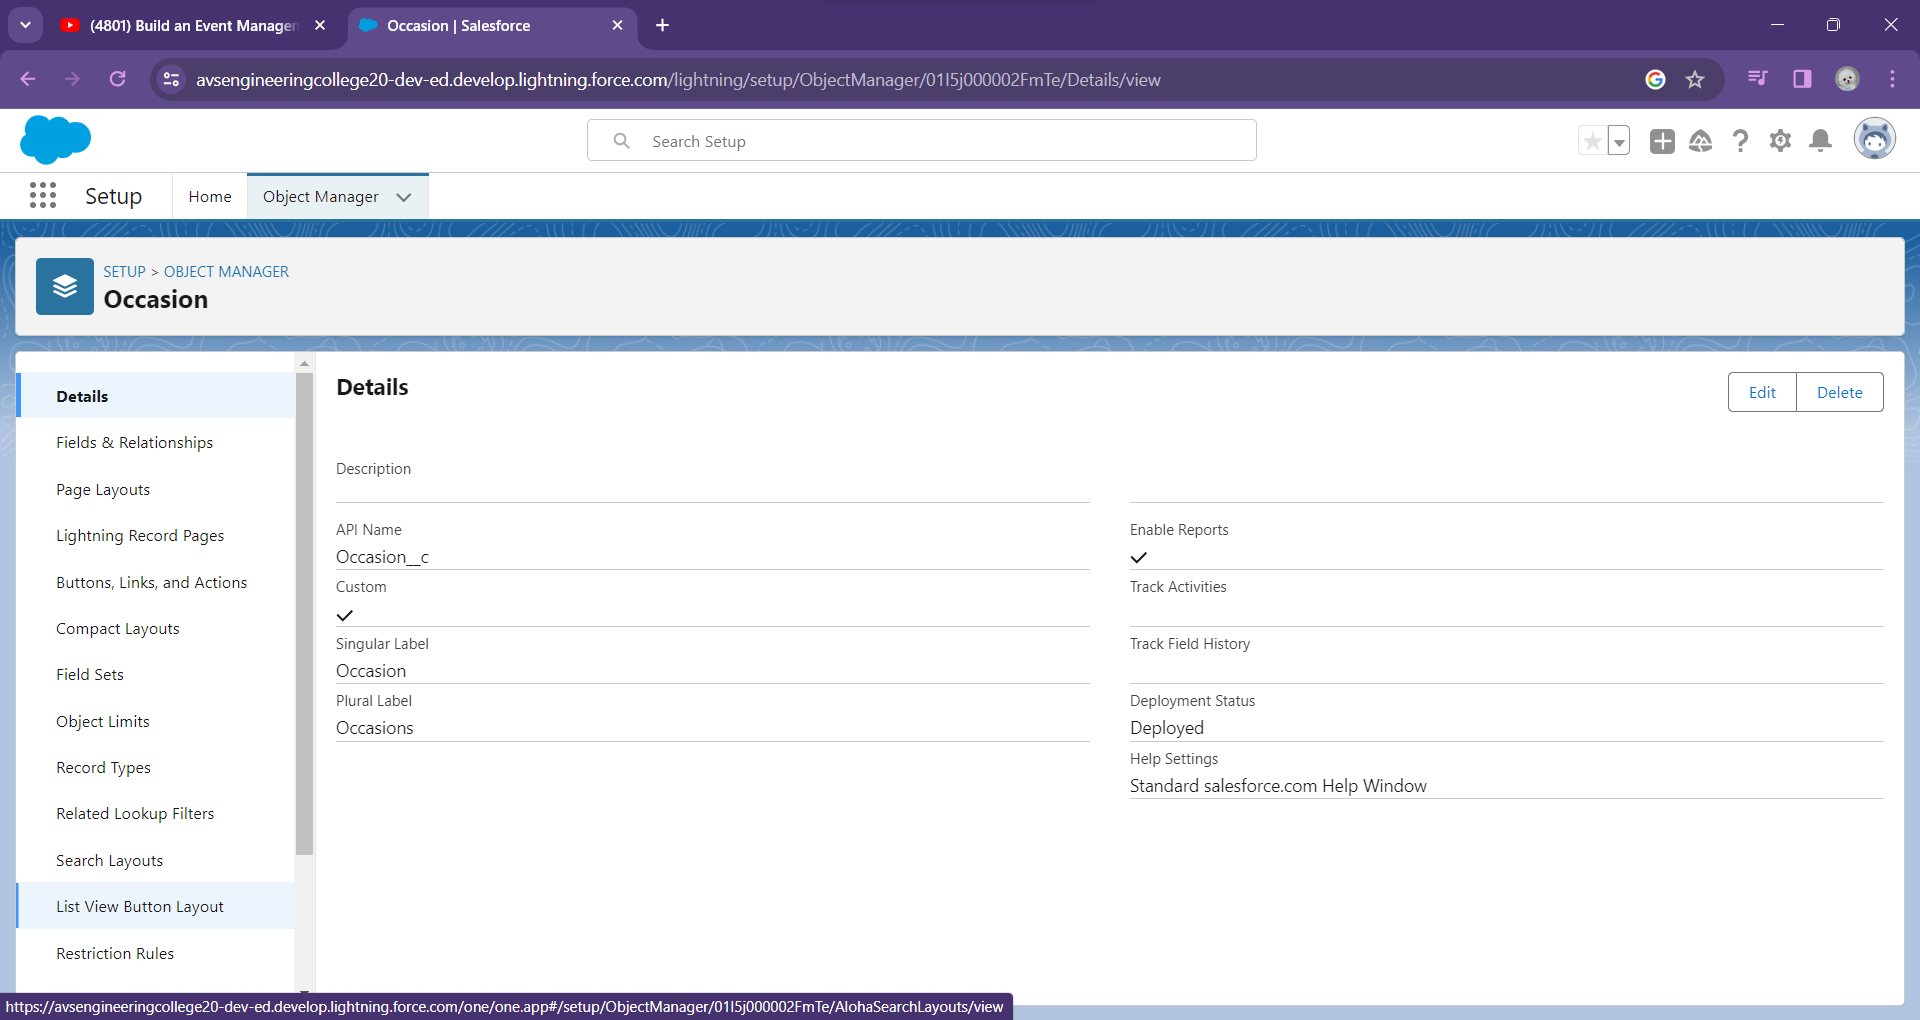 (4801) Build an Event Manager
Occasion | Salesforce
avsengineeringcollege20-dev-ed.develop.lightning.force.com/lightning/setup/ObjectManager/01I5j000002FmTe/Details/view
Search Setup
Setup
Home
Object Manager
SETUP > OBJECT MANAGER
Occasion
Details
Fields & Relationships
Page Layouts
Lightning Record Pages
Buttons, Links, and Actions
Compact Layouts
Field Sets
Object Limits
Record Types
Related Lookup Filters
Search Layouts
List View Button Layout
Restriction Rules
Details
Edit
Delete
Description
API Name
Occasion__c
Custom
Singular Label
Occasion
Plural Label
Occasions
Enable Reports
Track Activities
Track Field History
Deployment Status
Deployed
Help Settings
Standard salesforce.com Help Window
https://avsengineeringcollege20-dev-ed.develop.lightning.force.com/one/one.app#/setup/ObjectManager/01I5j000002FmTe/AlohaSearchLayouts/view